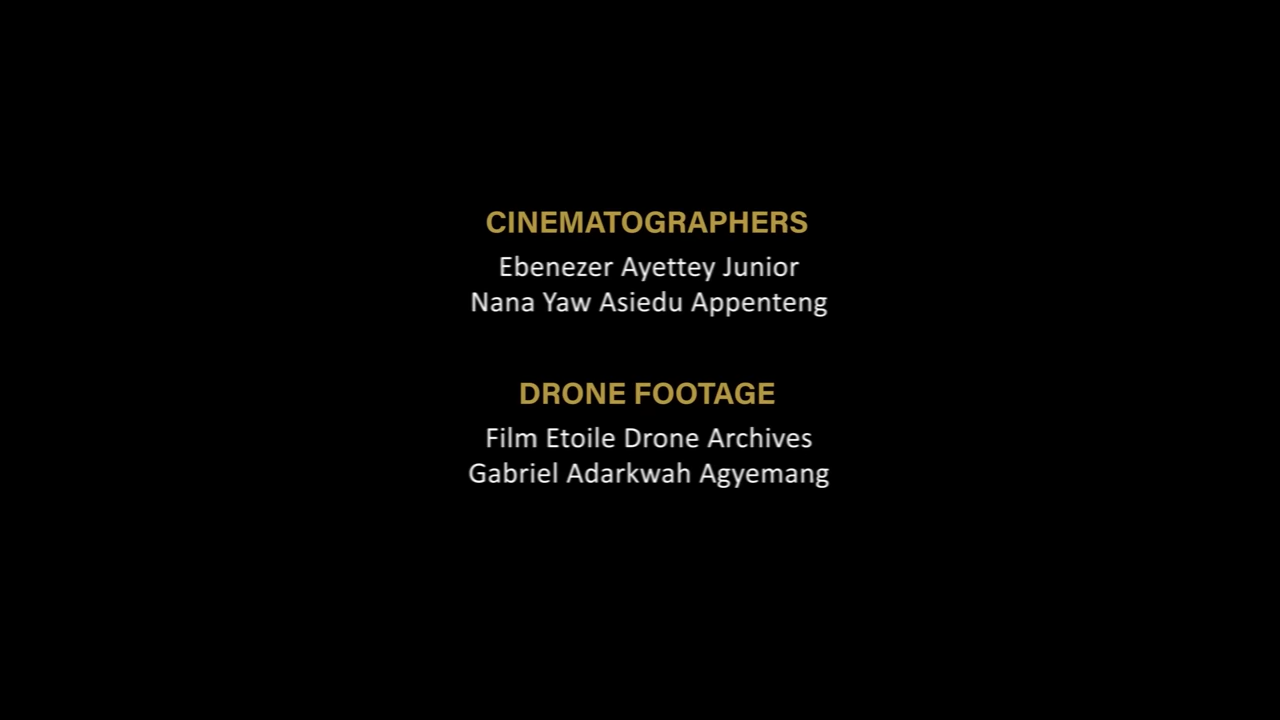 CINEMATOGRAPHERS
Ebenezer Ayettey Junior
Nana Yaw Asiedu Appenteng
DRONE FOOTAGE
Film Etoile Drone Archives
Gabriel Adarkwah Agyemang